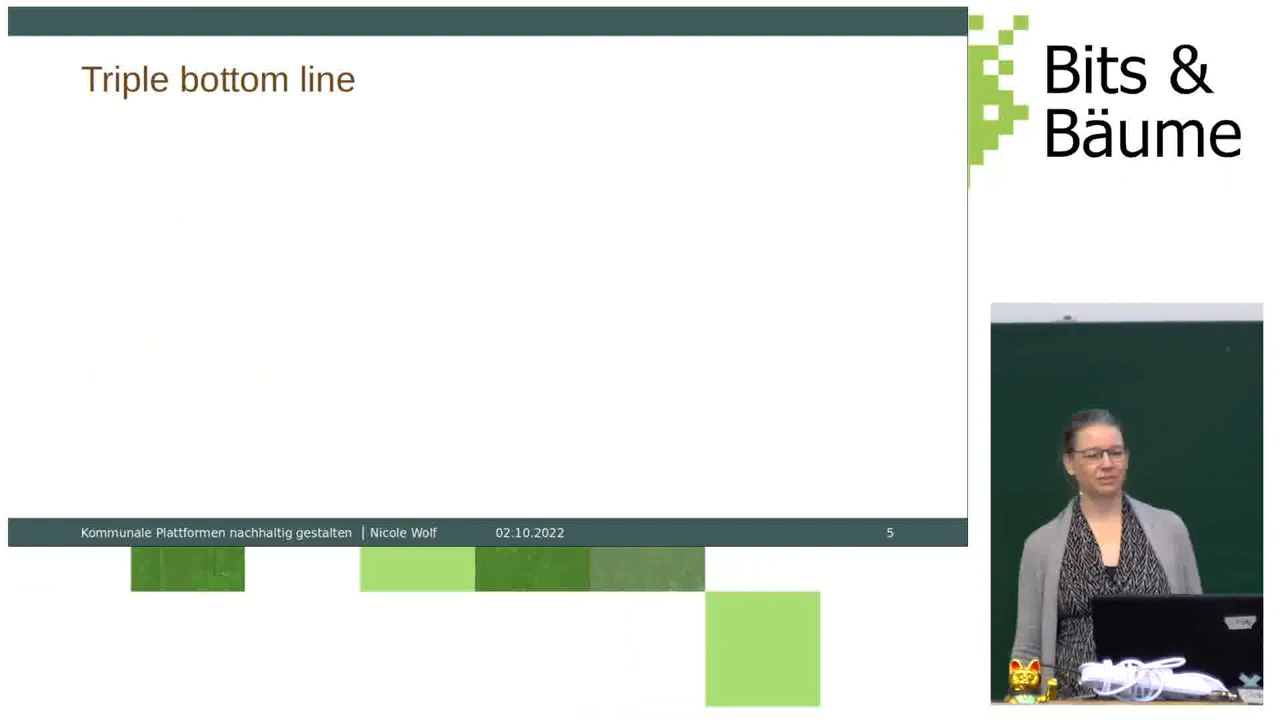 Triple bottom line
Bits &
Bäume
Kommunale Plattformen nachhaltig gestalten | Nicole Wolf 02.10.2022 5